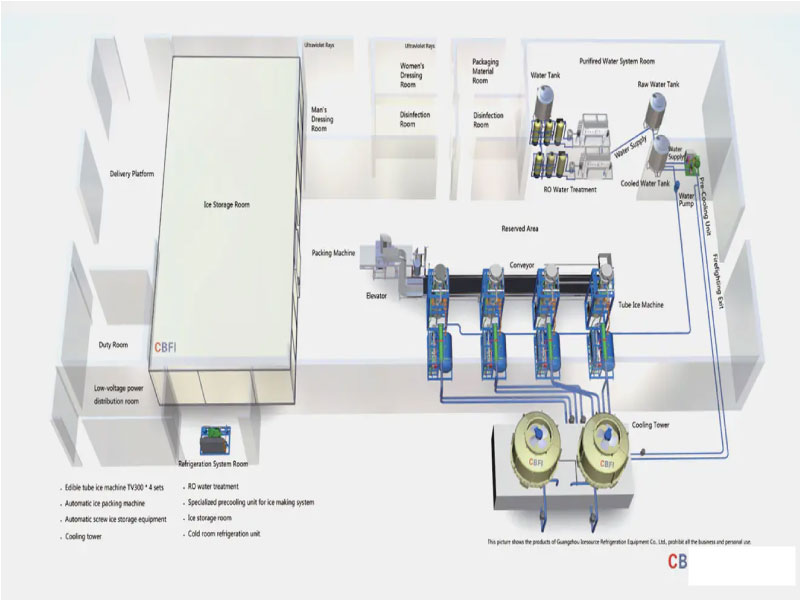 Ultraviolet Rays
Ultraviolet Rays
Women's
Dressing
Room
Packaging
Material
Room
Purifired Water System Room
Water Tank
Raw Water Tank
Man's
Dressing
Room
Disinfection
Room
Disinfection
Room
Water Supply
Water
Supply
Delivery Platform
RO Water Treatment
Cooled Water Tank
Water
Pump
Pre-Cooling Unit
Ice Storage Room
Reserved Area
Packing Machine
Conveyor
Firefighting Exit
Elevator
Tube Ice Machine
Duty Room
CBFI
Low-voltage power
distribution room
Cooling Tower
CBFI
CBFI
Refrigeration System Room
. Edible tube ice machine TV300 * 4 sets
. Automatic ice packing machine
. Automatic screw ice storage equipment
. Cooling tower
. RO water treatment
. Specialized precooling unit for ice making system
. Ice storage room
. Cold room refrigeration unit
This picture shows the products of Guangzhou Icesource Refrigeration Equipment Co., Ltd, prohibit all the business and personal use.
CB